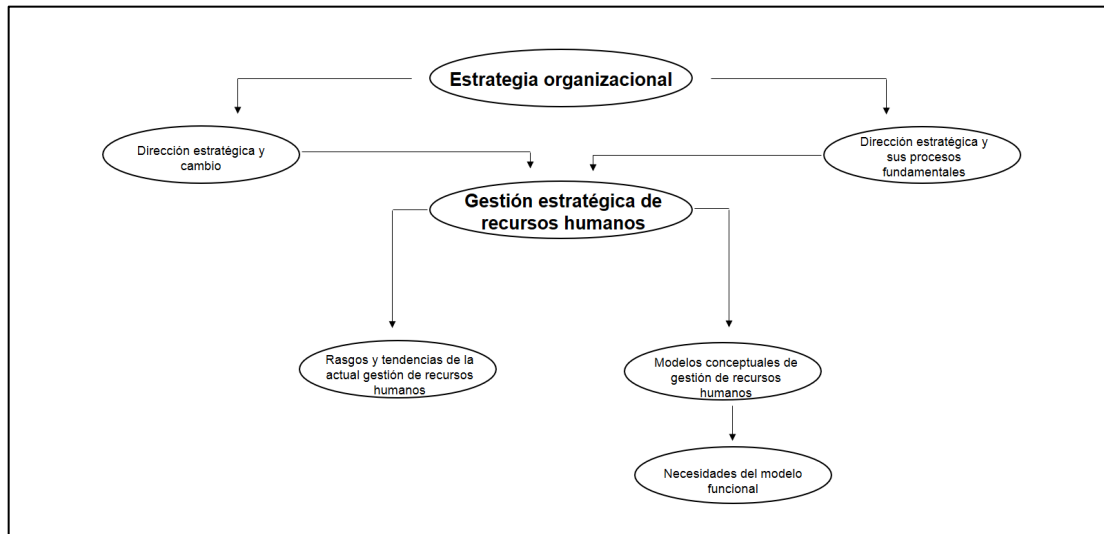 Estrategia organizacional
Dirección estratégica y
cambio
Dirección estratégica y
sus procesos
fundamentales
Gestión estratégica de
recursos humanos
Rasgos y tendencias de la
actual gestión de recursos
humanos
Modelos conceptuales de
gestión de recursos
humanos
Necesidades del modelo
funcional